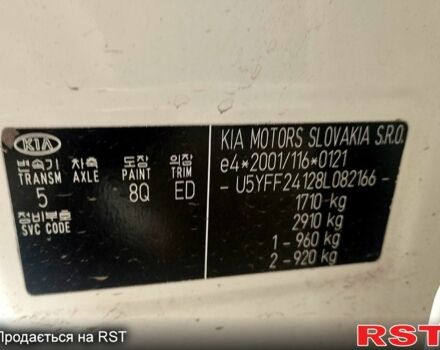 KIA
변속기 차축 도장 의장
TRANSM AXLE PAINT TRIM
5 8Q ED
정비부호
SVC CODE
KIA MOTORS SLOVAKIA S.R.O.
e4*2001/116*0121
- U5YFF24128L082166 -
1710 kg
2910 kg
1 - 960 kg
2 - 920 kg
Продається на RST
RST